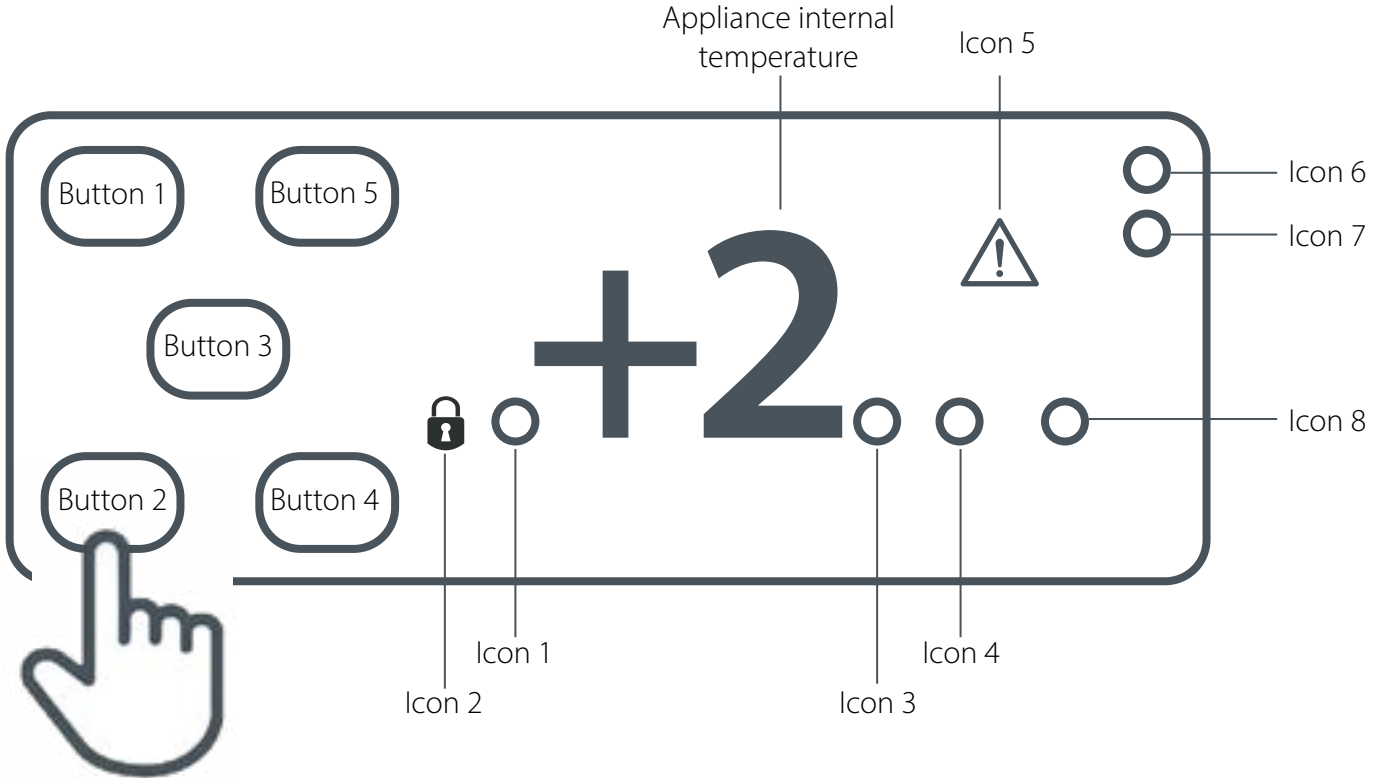 Appliance internal
temperature
Icon 5
Button 1
Button 5
Icon 6
Icon 7
+2
Button 3
Icon 8
Button 2
Button 4
Icon 1
Icon 4
Icon 2
Icon 3